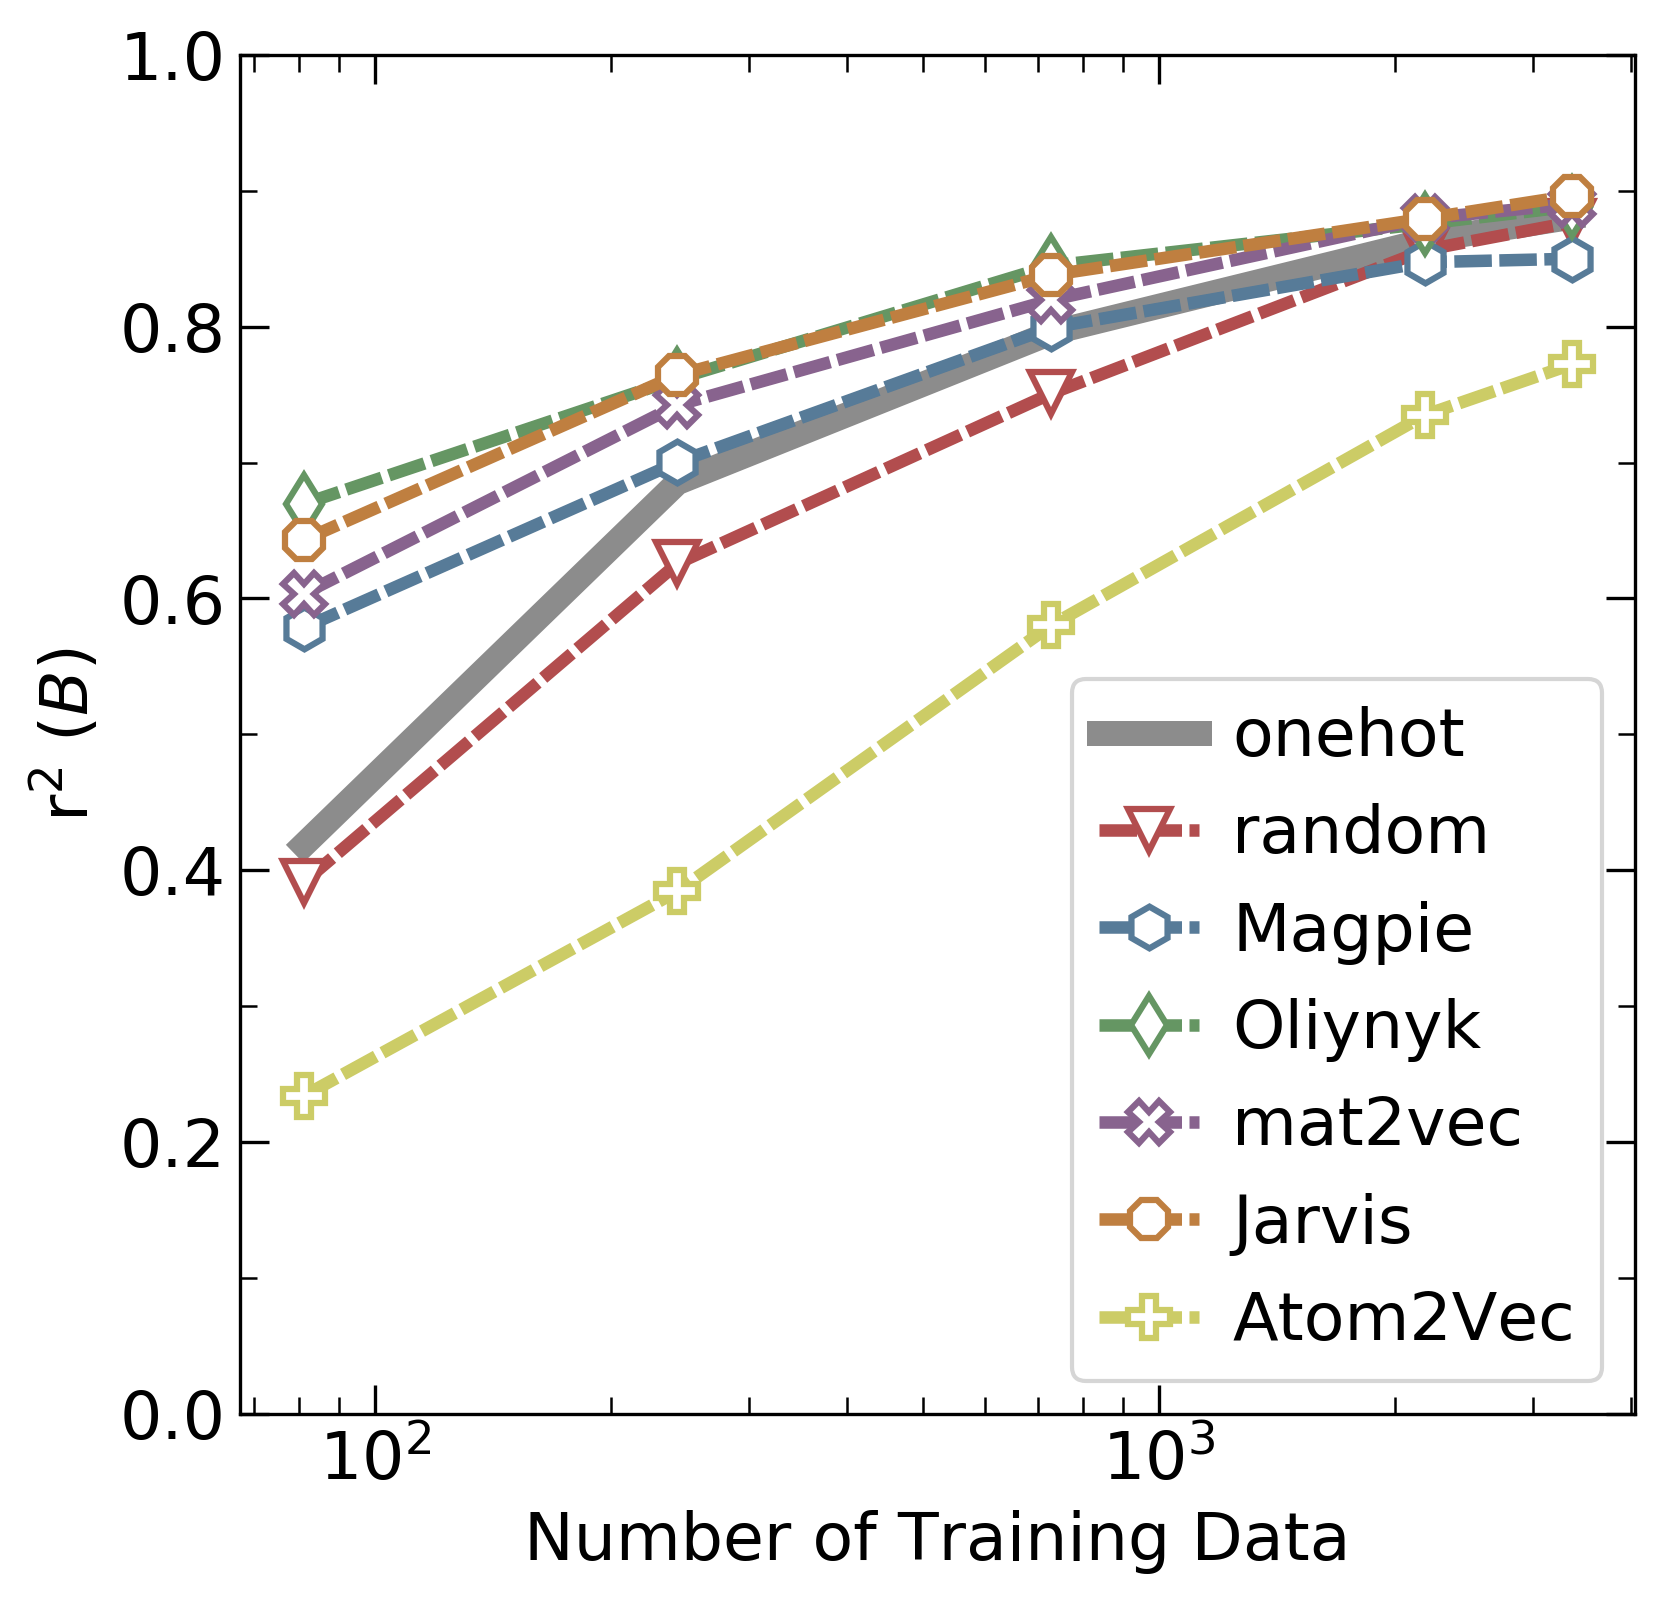 1.0
0.8
0.6
0.4
0.2
0.0
r² (B)
10² 10³
Number of Training Data
onehot
random
Magpie
Oliynyk
mat2vec
Jarvis
Atom2Vec